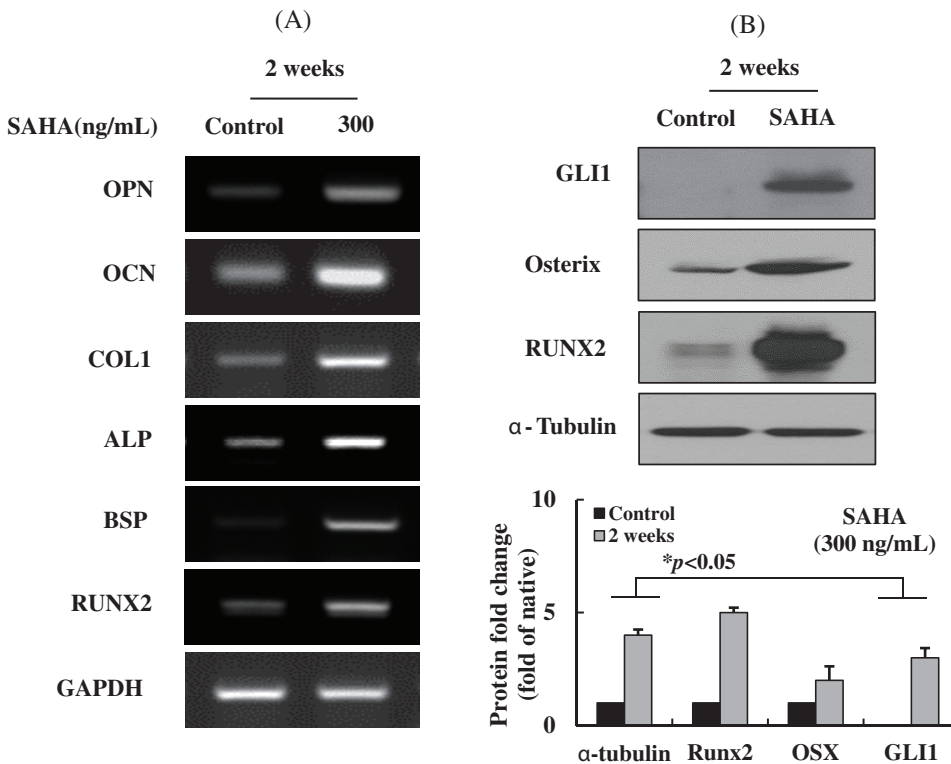 (A)
2 weeks
SAHA(ng/mL) Control 300
OPN
OCN
COL1
ALP
BSP
RUNX2
GAPDH
(B)
2 weeks
Control SAHA
GLI1
Osterix
RUNX2
α- Tubulin
Protein fold change
(fold of native)
10
5
0
Control
2 weeks
SAHA
(300 ng/mL)
*p<0.05
α-tubulin Runx2 OSX GLI1